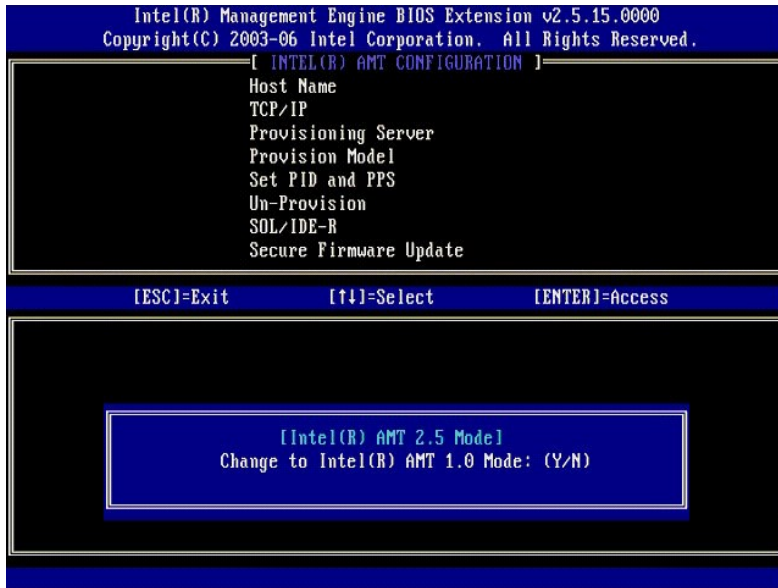 Intel(R) Management Engine BIOS Extension v2.5.15.0000
Copyright(C) 2003-06 Intel Corporation. All Rights Reserved.
[ INTEL(R) AMT CONFIGURATION ]
Host Name
TCP/IP
Provisioning Server
Provision Model
Set PID and PPS
Un-Provision
SOL/IDE-R
Secure Firmware Update
[ESC]=Exit [↑↓]=Select [ENTER]=Access
[Intel(R) AMT 2.5 Mode]
Change to Intel(R) AMT 1.0 Mode: (Y/N)